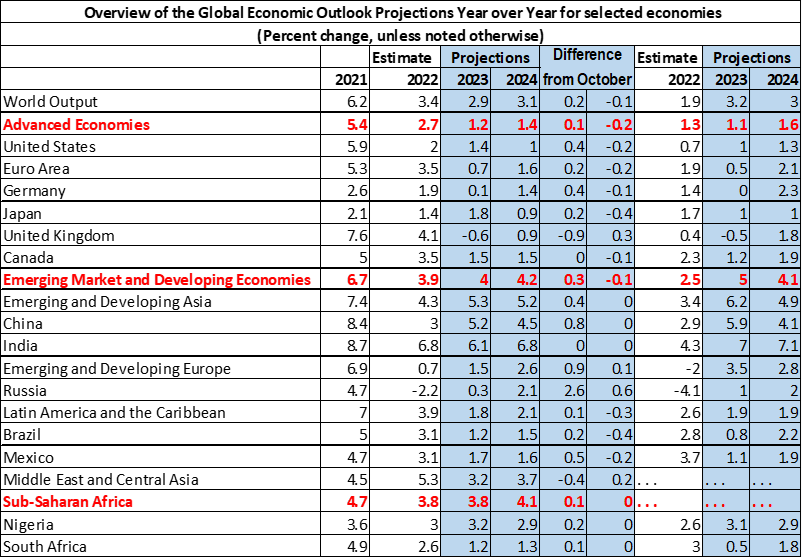 Overview of the Global Economic Outlook Projections Year over Year for selected economies
(Percent change, unless noted otherwise)
Estimate Projections Difference Estimate Projections
2021 2022 2023 2024 from October 2022 2023 2024
World Output 6.2 3.4 2.9 3.1 0.2 -0.1 1.9 3.2 3
Advanced Economies 5.4 2.7 1.2 1.4 0.1 -0.2 1.3 1.1 1.6
United States 5.9 2 1.4 1 0.4 -0.2 0.7 1 1.3
Euro Area 5.3 3.5 0.7 1.6 0.2 -0.2 1.9 0.5 2.1
Germany 2.6 1.9 0.1 1.4 0.4 -0.1 1.4 0 2.3
Japan 2.1 1.4 1.8 0.9 0.2 -0.4 1.7 1 1
United Kingdom 7.6 4.1 -0.6 0.9 -0.9 0.3 0.4 -0.5 1.8
Canada 5 3.5 1.5 1.5 0 -0.1 2.3 1.2 1.9
Emerging Market and Developing Economies 6.7 3.9 4 4.2 0.3 -0.1 2.5 5 4.1
Emerging and Developing Asia 7.4 4.3 5.3 5.2 0.4 0 3.4 6.2 4.9
China 8.4 3 5.2 4.5 0.8 0 2.9 5.9 4.1
India 8.7 6.8 6.1 6.8 0 0 4.3 7 7.1
Emerging and Developing Europe 6.9 0.7 1.5 2.6 0.9 0.1 -2 3.5 2.8
Russia 4.7 -2.2 0.3 2.1 2.6 0.6 -4.1 1 2
Latin America and the Caribbean 7 3.9 1.8 2.1 0.1 -0.3 2.6 1.9 1.9
Brazil 5 3.1 1.2 1.5 0.2 -0.4 2.8 0.8 2.2
Mexico 4.7 3.1 1.7 1.6 0.5 -0.2 3.7 1.1 1.9
Middle East and Central Asia 4.5 5.3 3.2 3.7 -0.4 0.2 . . . . . . . . .
Sub-Saharan Africa 4.7 3.8 3.8 4.1 0.1 0 . . . . . . . . .
Nigeria 3.6 3 3.2 2.9 0.2 0 2.6 3.1 2.9
South Africa 4.9 2.6 1.2 1.3 0.1 0 3 0.5 1.8